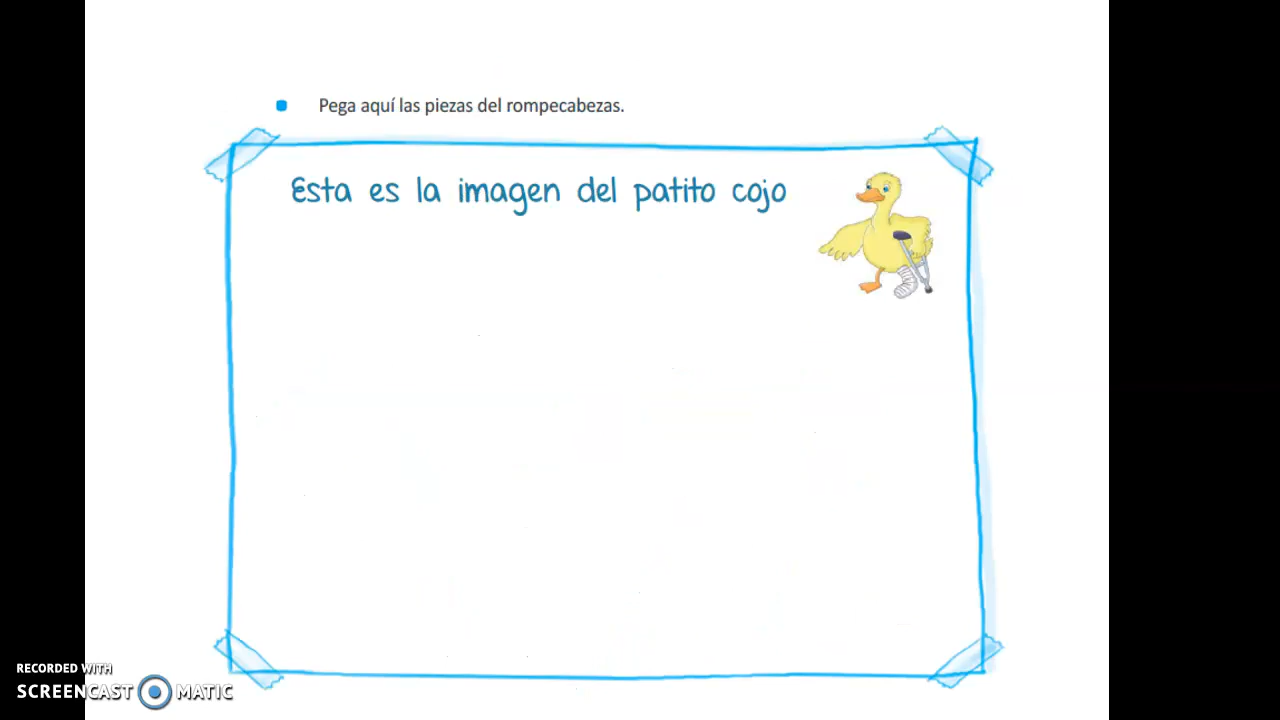 Pega aquí las piezas del rompecabezas.
Esta es la imagen del patito cojo
RECORDED WITH
SCREENCAST MATIC